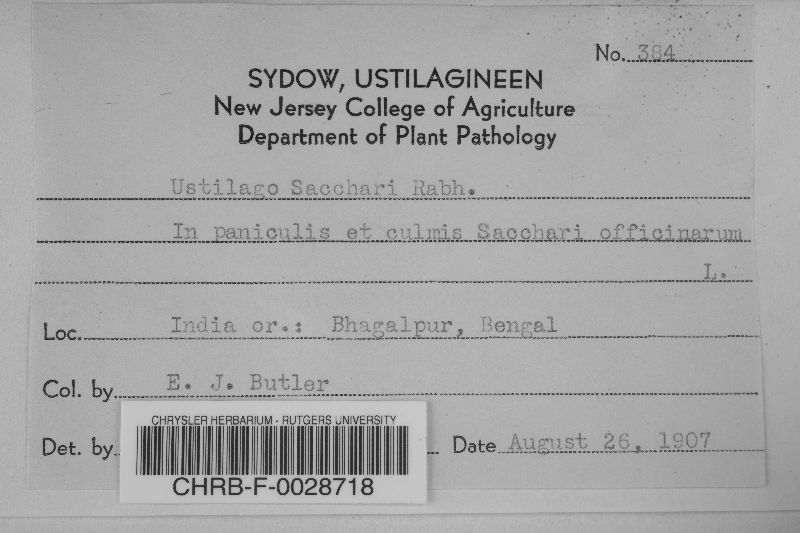 No. 384
SYDOW, USTILAGINEEN
New Jersey College of Agriculture
Department of Plant Pathology
Ustilago Sacchari Rabh.
In paniculis et culmis Sacchari officinarum
L.
Loc. India or.: Bhagalpur, Bengal
Col. by E. J. Butler
Det. by Date August 26, 1907
CHRYSLER HERBARIUM - RUTGERS UNIVERSITY
CHRB-F-0028718